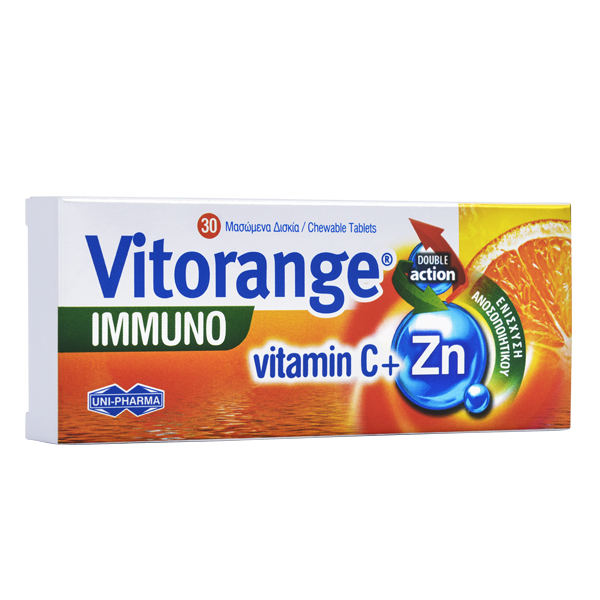 30 Μασώμενα Δισκία / Chewable Tablets
Vitorange®
IMMUNO
DOUBLE
action
vitamin C + Zn
ΕΝΙΣΧΥΣΗ
ΑΝΟΣΟΠΟΙΗΤΙΚΟΥ
UNI-PHARMA